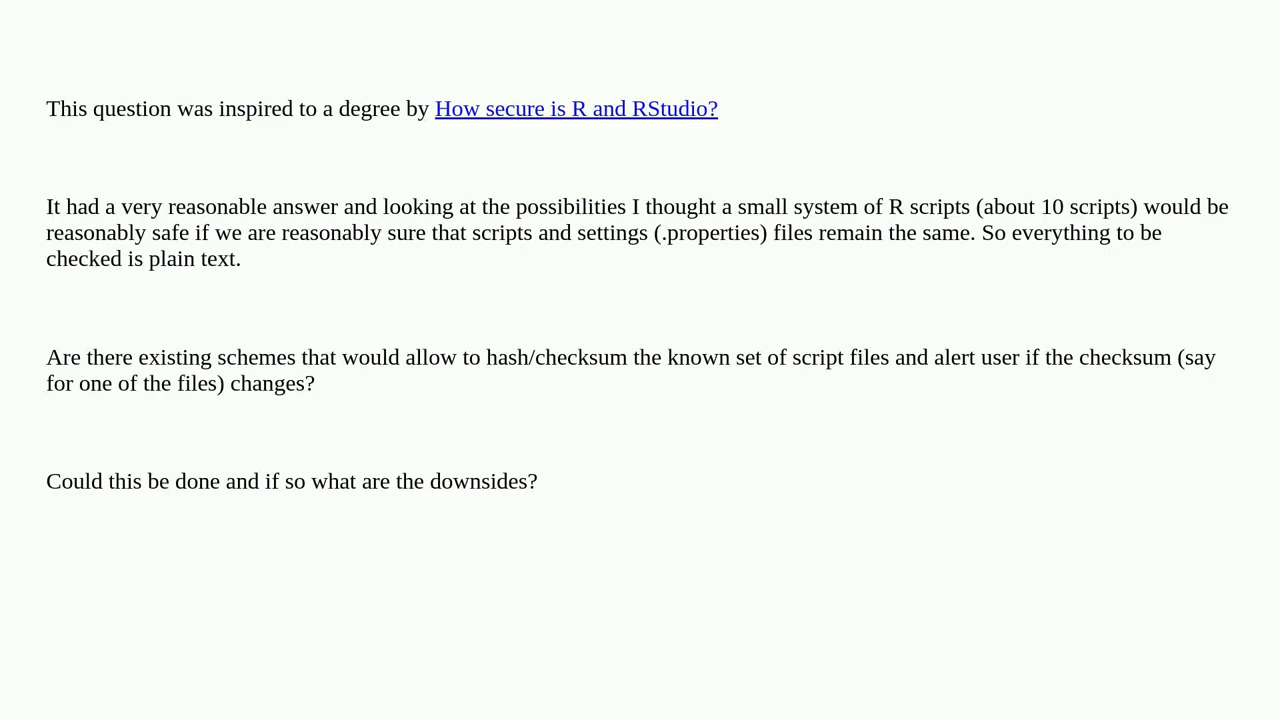 This question was inspired to a degree by How secure is R and RStudio?
It had a very reasonable answer and looking at the possibilities I thought a small system of R scripts (about 10 scripts) would be
reasonably safe if we are reasonably sure that scripts and settings (.properties) files remain the same. So everything to be
checked is plain text.
Are there existing schemes that would allow to hash/checksum the known set of script files and alert user if the checksum (say
for one of the files) changes?
Could this be done and if so what are the downsides?